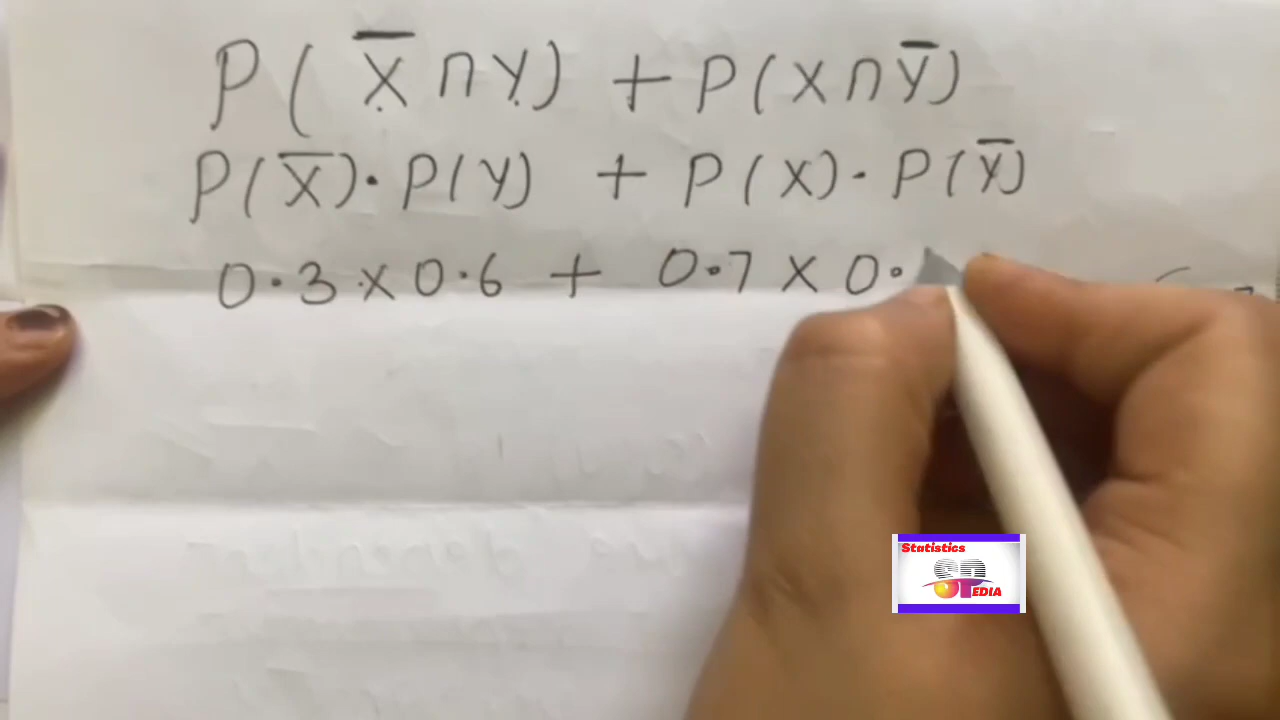 P(X̅∩Y) + P(X∩Y̅)
P(X̅)·P(Y) + P(X)·P(Y̅)
0.3 × 0.6 + 0.7 × 0.
Statistics
EDIA